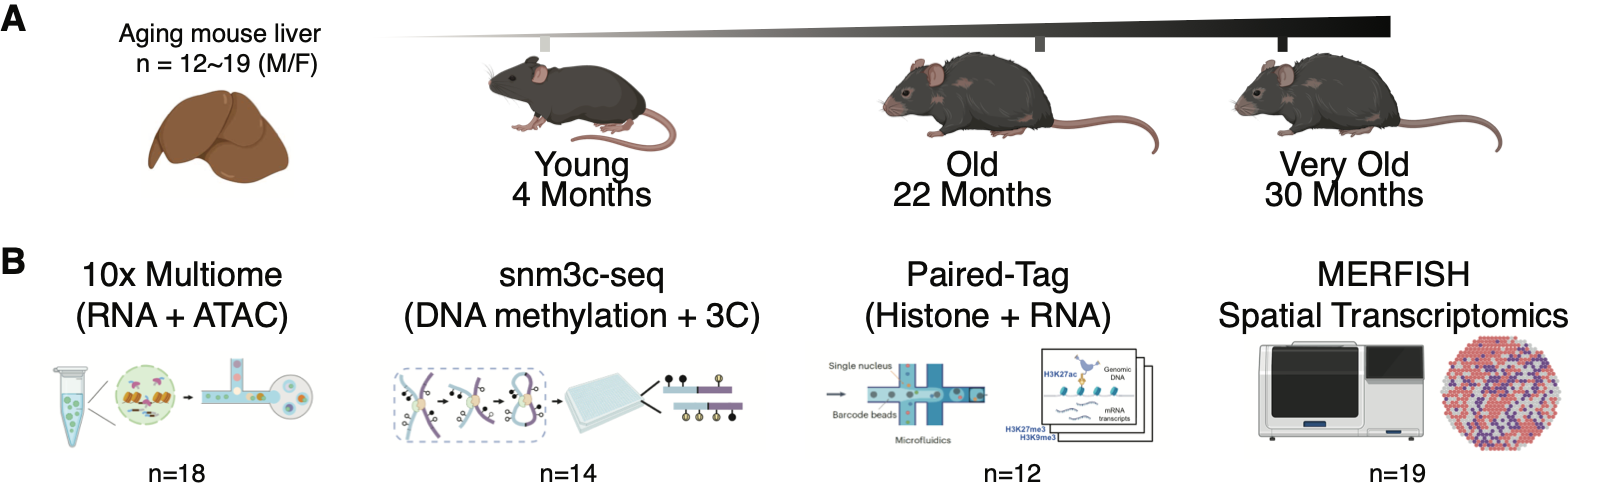 A
Aging mouse liver
n = 12~19 (M/F)
Young
4 Months
Old
22 Months
Very Old
30 Months
B
10x Multiome
(RNA + ATAC)
n=18
snm3c-seq
(DNA methylation + 3C)
n=14
Paired-Tag
(Histone + RNA)
Single nucleus
Barcode beads
Microfluidics
H3K27ac
Genomic
DNA
mRNA
transcripts
H3K27me3
H3K9me3
n=12
MERFISH
Spatial Transcriptomics
n=19